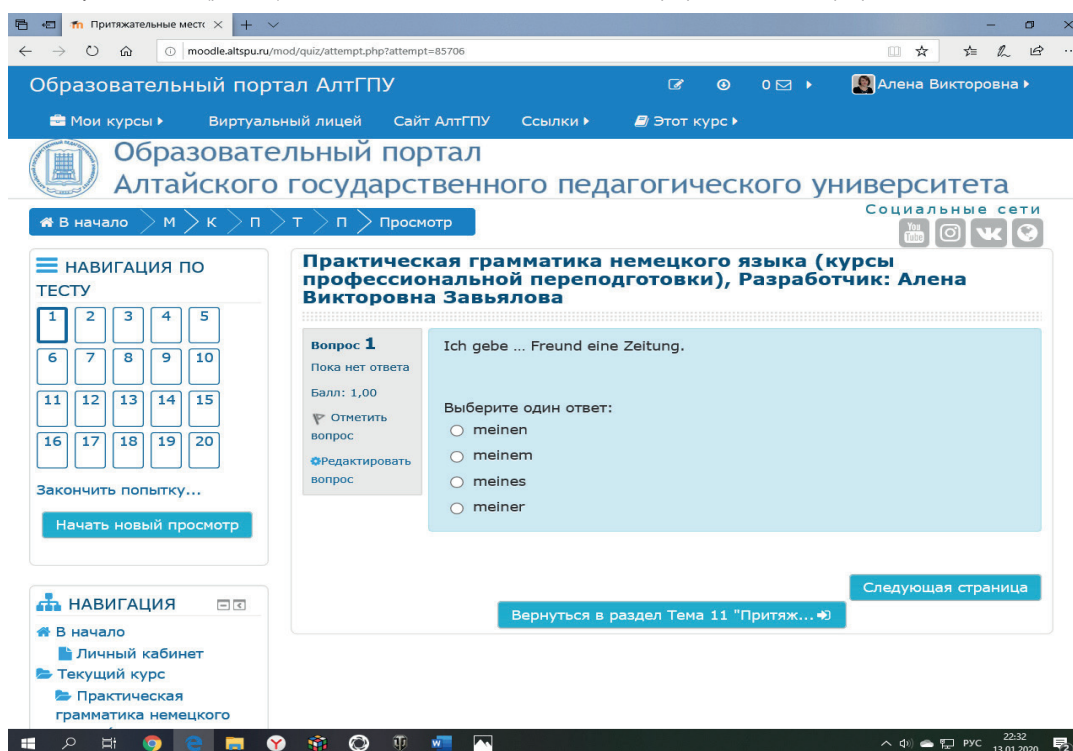 Притяжательные местс
moodle.altspu.ru/mod/quiz/attempt.php?attempt=85706
Образовательный портал АлтГПУ
0
Алена Викторовна
Мои курсы
Виртуальный лицей
Сайт АлтГПУ
Ссылки
Этот курс
Образовательный портал
Алтайского государственного педагогического университета
В начало М К П Т П Просмотр
Социальные сети
You
Tube
НАВИГАЦИЯ ПО
ТЕСТУ
1 2 3 4 5
6 7 8 9 10
11 12 13 14 15
16 17 18 19 20
Закончить попытку...
Начать новый просмотр
Практическая грамматика немецкого языка (курсы
профессиональной переподготовки), Разработчик: Алена
Викторовна Завьялова
Вопрос 1
Пока нет ответа
Балл: 1,00
Отметить
вопрос
Редактировать
вопрос
Ich gebe ... Freund eine Zeitung.
Выберите один ответ:
meinen
meinem
meines
meiner
Следующая страница
Вернуться в раздел Тема 11 "Притяж...
НАВИГАЦИЯ
В начало
Личный кабинет
Текущий курс
Практическая
грамматика немецкого
РУС
22:32
13.01.2020